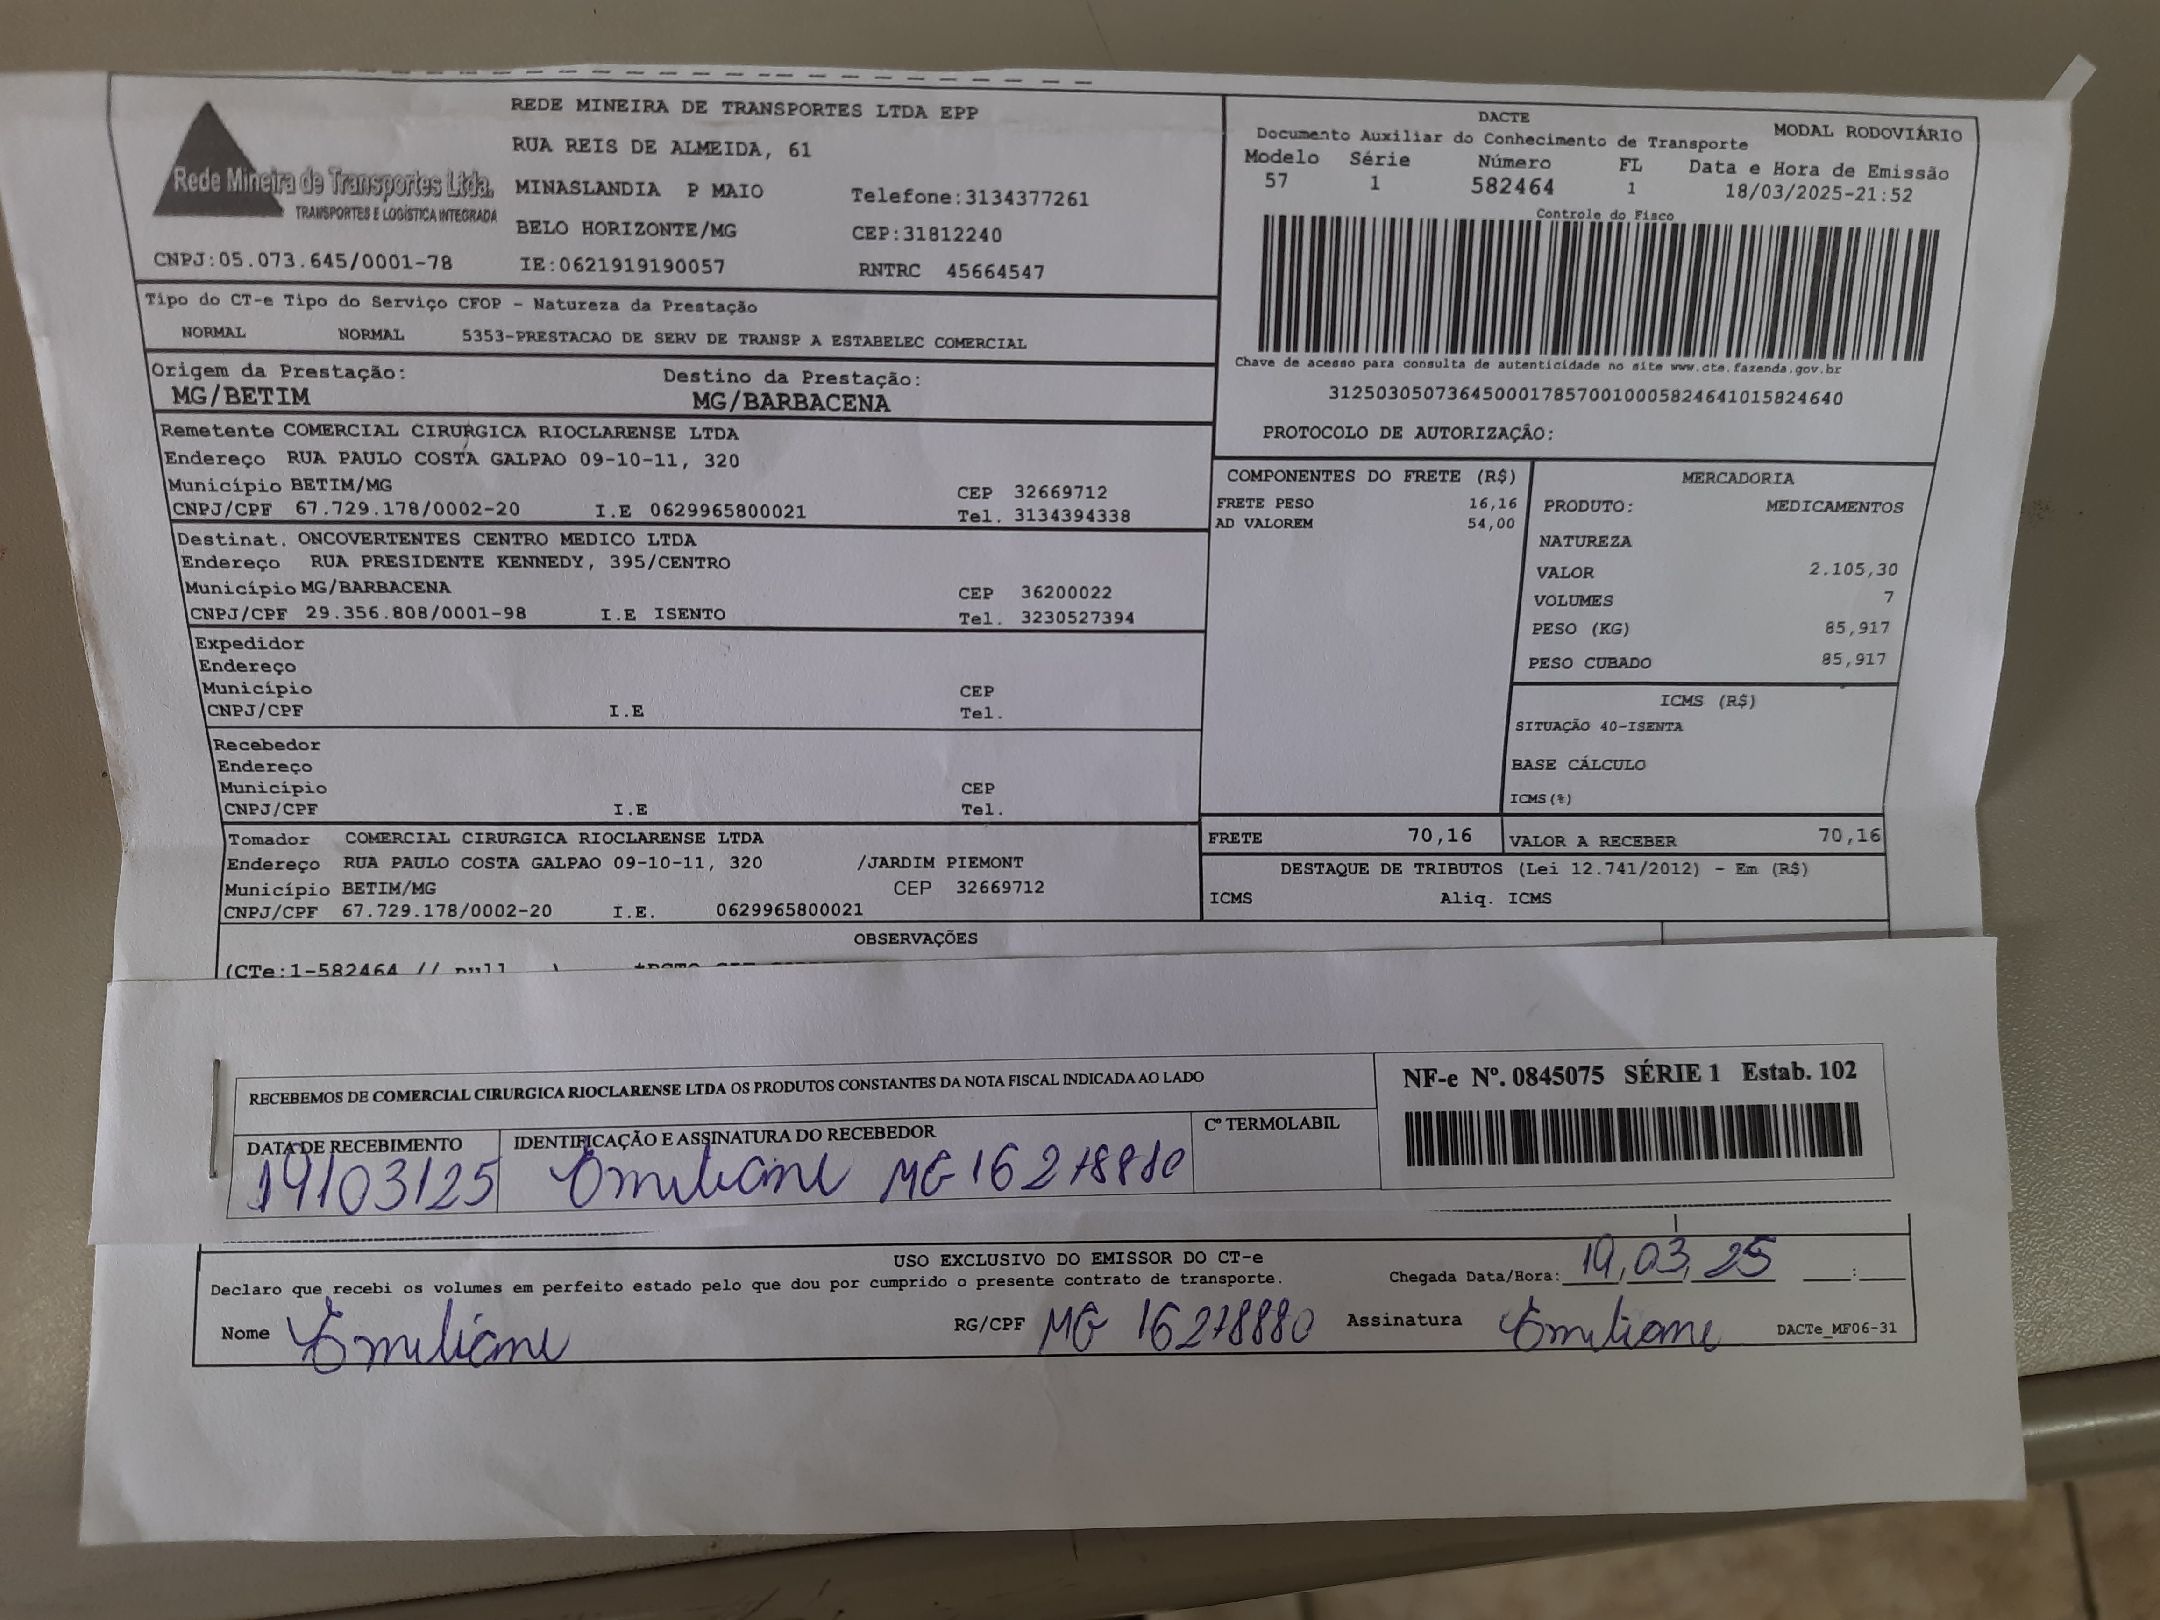 REDE MINEIRA DE TRANSPORTES LTDA EPP
RUA REIS DE ALMEIDA, 61
Rede Mineira de Transportes Ltda.
TRANSPORTES E LOGÍSTICA INTEGRADA
MINASLANDIA P MAIO Telefone:3134377261
BELO HORIZONTE/MG CEP:31812240
CNPJ:05.073.645/0001-78 IE:0621919190057 RNTRC 45664547
DACTE MODAL RODOVIÁRIO
Documento Auxiliar do Conhecimento de Transporte
Modelo Série Número FL Data e Hora de Emissão
57 1 582464 1 18/03/2025-21:52
Controle do Fisco
Chave de acesso para consulta de autenticidade no site www.cte.fazenda.gov.br
31250305073645000178570010005824641015824640
PROTOCOLO DE AUTORIZAÇÃO:
Tipo do CT-e Tipo do Serviço CFOP - Natureza da Prestação
NORMAL NORMAL 5353-PRESTACAO DE SERV DE TRANSP A ESTABELEC COMERCIAL
Origem da Prestação: Destino da Prestação:
MG/BETIM MG/BARBACENA
Remetente COMERCIAL CIRURGICA RIOCLARENSE LTDA
Endereço RUA PAULO COSTA GALPAO 09-10-11, 320
Município BETIM/MG CEP 32669712
CNPJ/CPF 67.729.178/0002-20 I.E 0629965800021 Tel. 3134394338
Destinat. ONCOVERTENTES CENTRO MEDICO LTDA
Endereço RUA PRESIDENTE KENNEDY, 395/CENTRO
Município MG/BARBACENA CEP 36200022
CNPJ/CPF 29.356.808/0001-98 I.E ISENTO Tel. 3230527394
Expedidor
Endereço
Município CEP
CNPJ/CPF I.E Tel.
Recebedor
Endereço
Município CEP
CNPJ/CPF I.E Tel.
Tomador COMERCIAL CIRURGICA RIOCLARENSE LTDA
Endereço RUA PAULO COSTA GALPAO 09-10-11, 320 /JARDIM PIEMONT
Município BETIM/MG CEP 32669712
CNPJ/CPF 67.729.178/0002-20 I.E. 0629965800021
COMPONENTES DO FRETE (R$)
FRETE PESO 16,16
AD VALOREM 54,00
MERCADORIA
PRODUTO: MEDICAMENTOS
NATUREZA
VALOR 2.105,30
VOLUMES 7
PESO (KG) 85,917
PESO CUBADO 85,917
ICMS (R$)
SITUAÇÃO 40-ISENTA
BASE CÁLCULO
ICMS(%)
FRETE 70,16 VALOR A RECEBER 70,16
DESTAQUE DE TRIBUTOS (Lei 12.741/2012) - Em (R$)
ICMS Aliq. ICMS
OBSERVAÇÕES
(CTe:1-582464 // null )
RECEBEMOS DE COMERCIAL CIRURGICA RIOCLARENSE LTDA OS PRODUTOS CONSTANTES DA NOTA FISCAL INDICADA AO LADO
NF-e Nº. 0845075 SÉRIE 1 Estab. 102
DATA DE RECEBIMENTO IDENTIFICAÇÃO E ASSINATURA DO RECEBEDOR Cº TERMOLABIL
19/03/25 Emiliane MG 16278880
USO EXCLUSIVO DO EMISSOR DO CT-e
Declaro que recebi os volumes em perfeito estado pelo que dou por cumprido o presente contrato de transporte. Chegada Data/Hora: 19,03,25 __:__
Nome Emiliane RG/CPF MG 16278880 Assinatura Emiliane DACTe_MF06-31